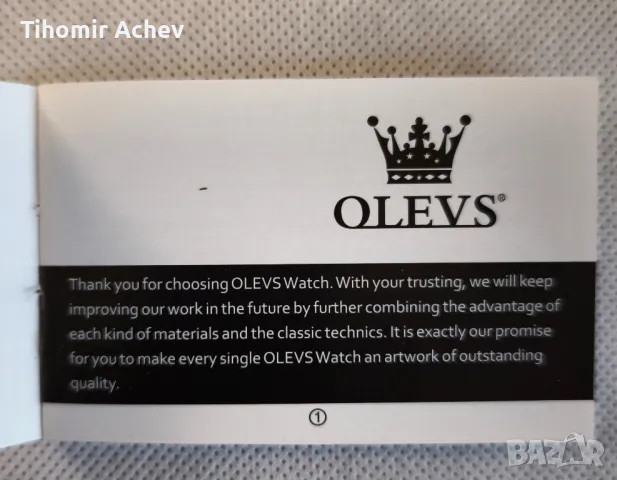 Tihomir Achev
OLEVS®
Thank you for choosing OLEVS Watch. With your trusting, we will keep
improving our work in the future by further combining the advantage of
each kind of materials and the classic technics. It is exactly our promise
for you to make every single OLEVS Watch an artwork of outstanding
quality.
①
BAZAR